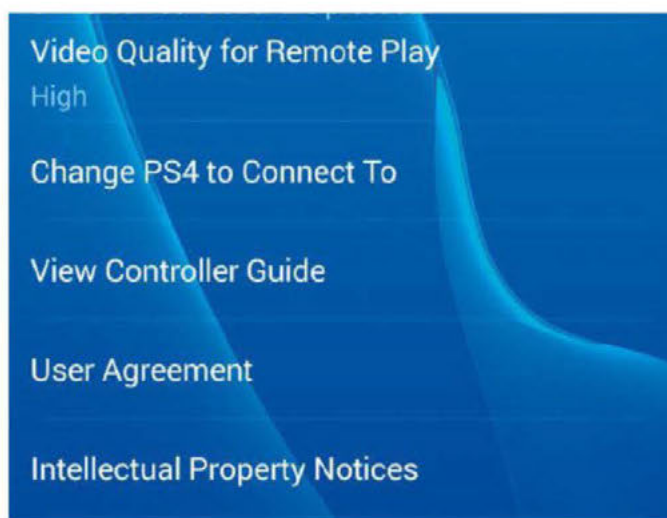 Video Quality for Remote Play
High
Change PS4 to Connect To
View Controller Guide
User Agreement
Intellectual Property Notices